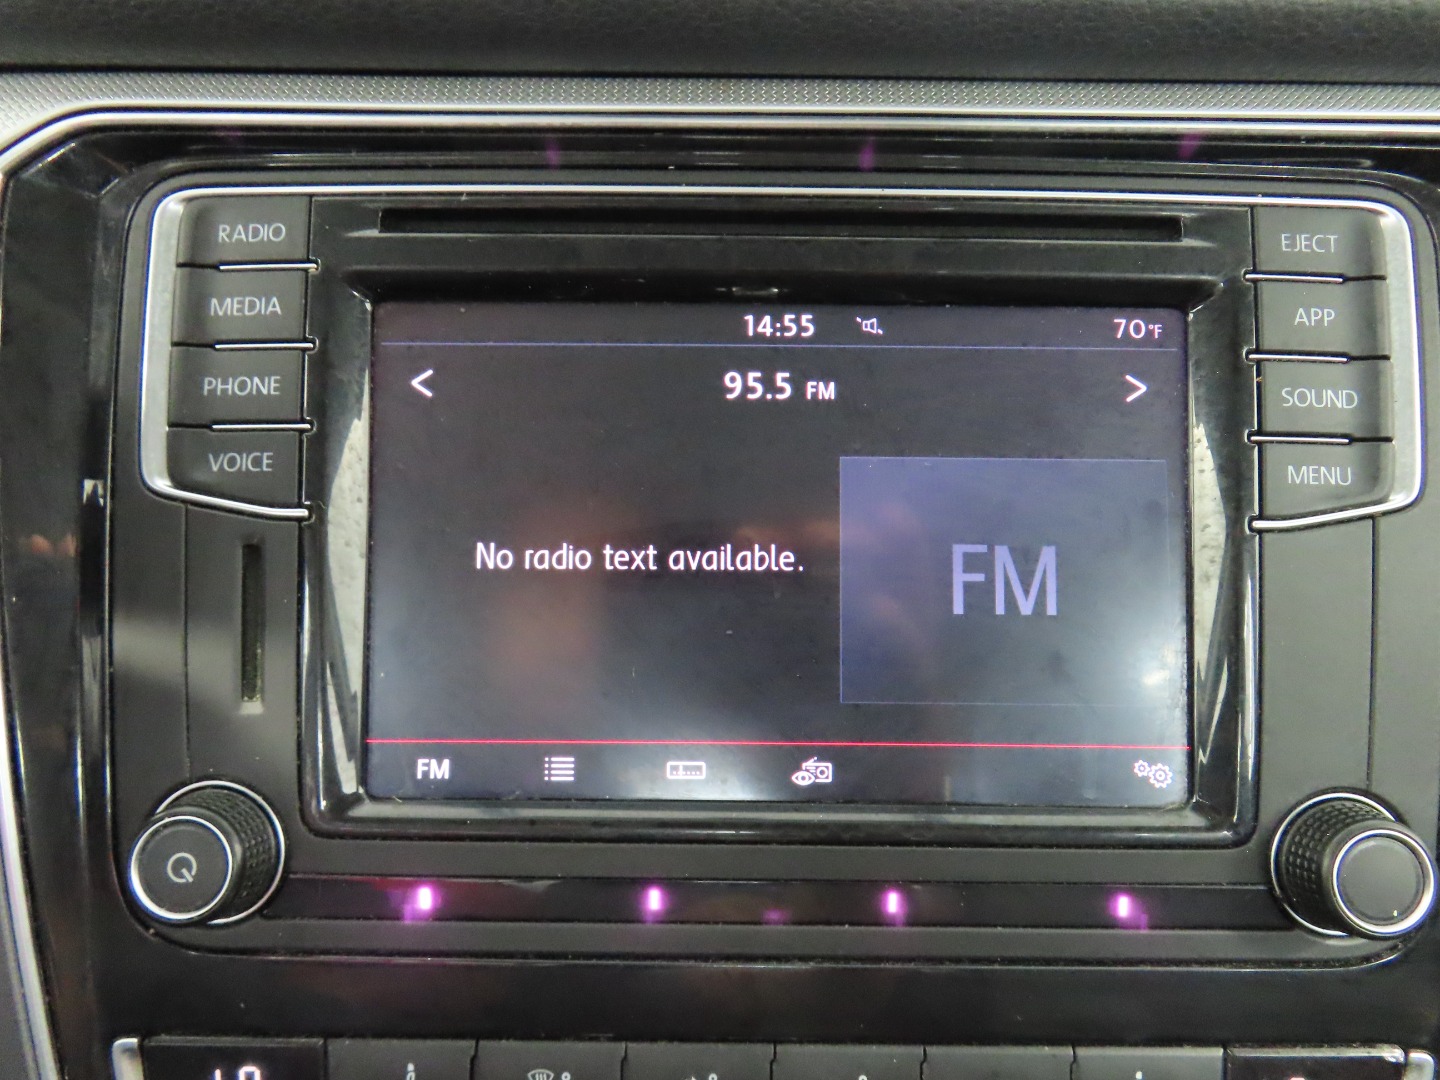 RADIO
MEDIA
PHONE
VOICE
EJECT
APP
SOUND
MENU
14:55
70°F
< 95.5 FM >
No radio text available.
FM
FM